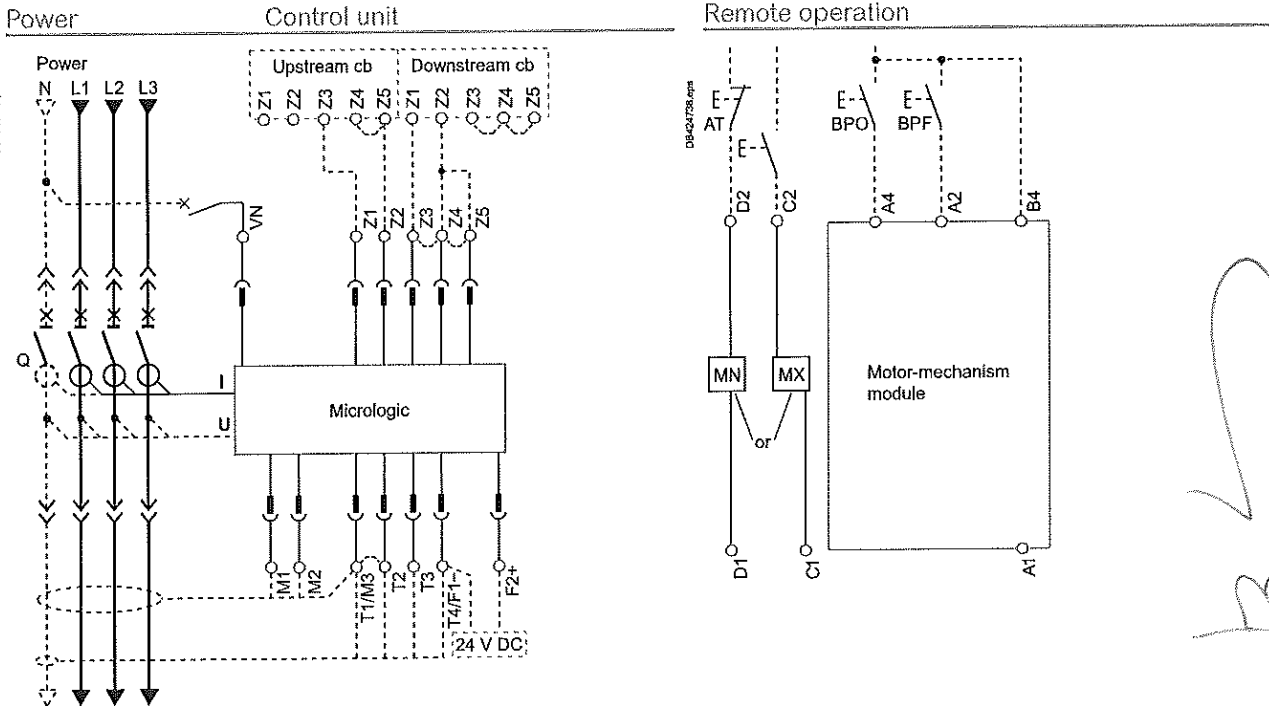 Power Control unit Remote operation
Power
N L1 L2 L3
Upstream cb Downstream cb
Z1 Z2 Z3 Z4 Z5 Z1 Z2 Z3 Z4 Z5
VN Z1 Z2 Z3 Z4 Z5
Q
I
U
Micrologic
M1 M2 T1/M3 T2 T3 T4/F1– F2+
24 V DC
DB424738.eps
E E E
AT BPO BPF
E
D2 C2 A4 A2 B4
MN MX
or
Motor-mechanism
module
D1 C1 A1